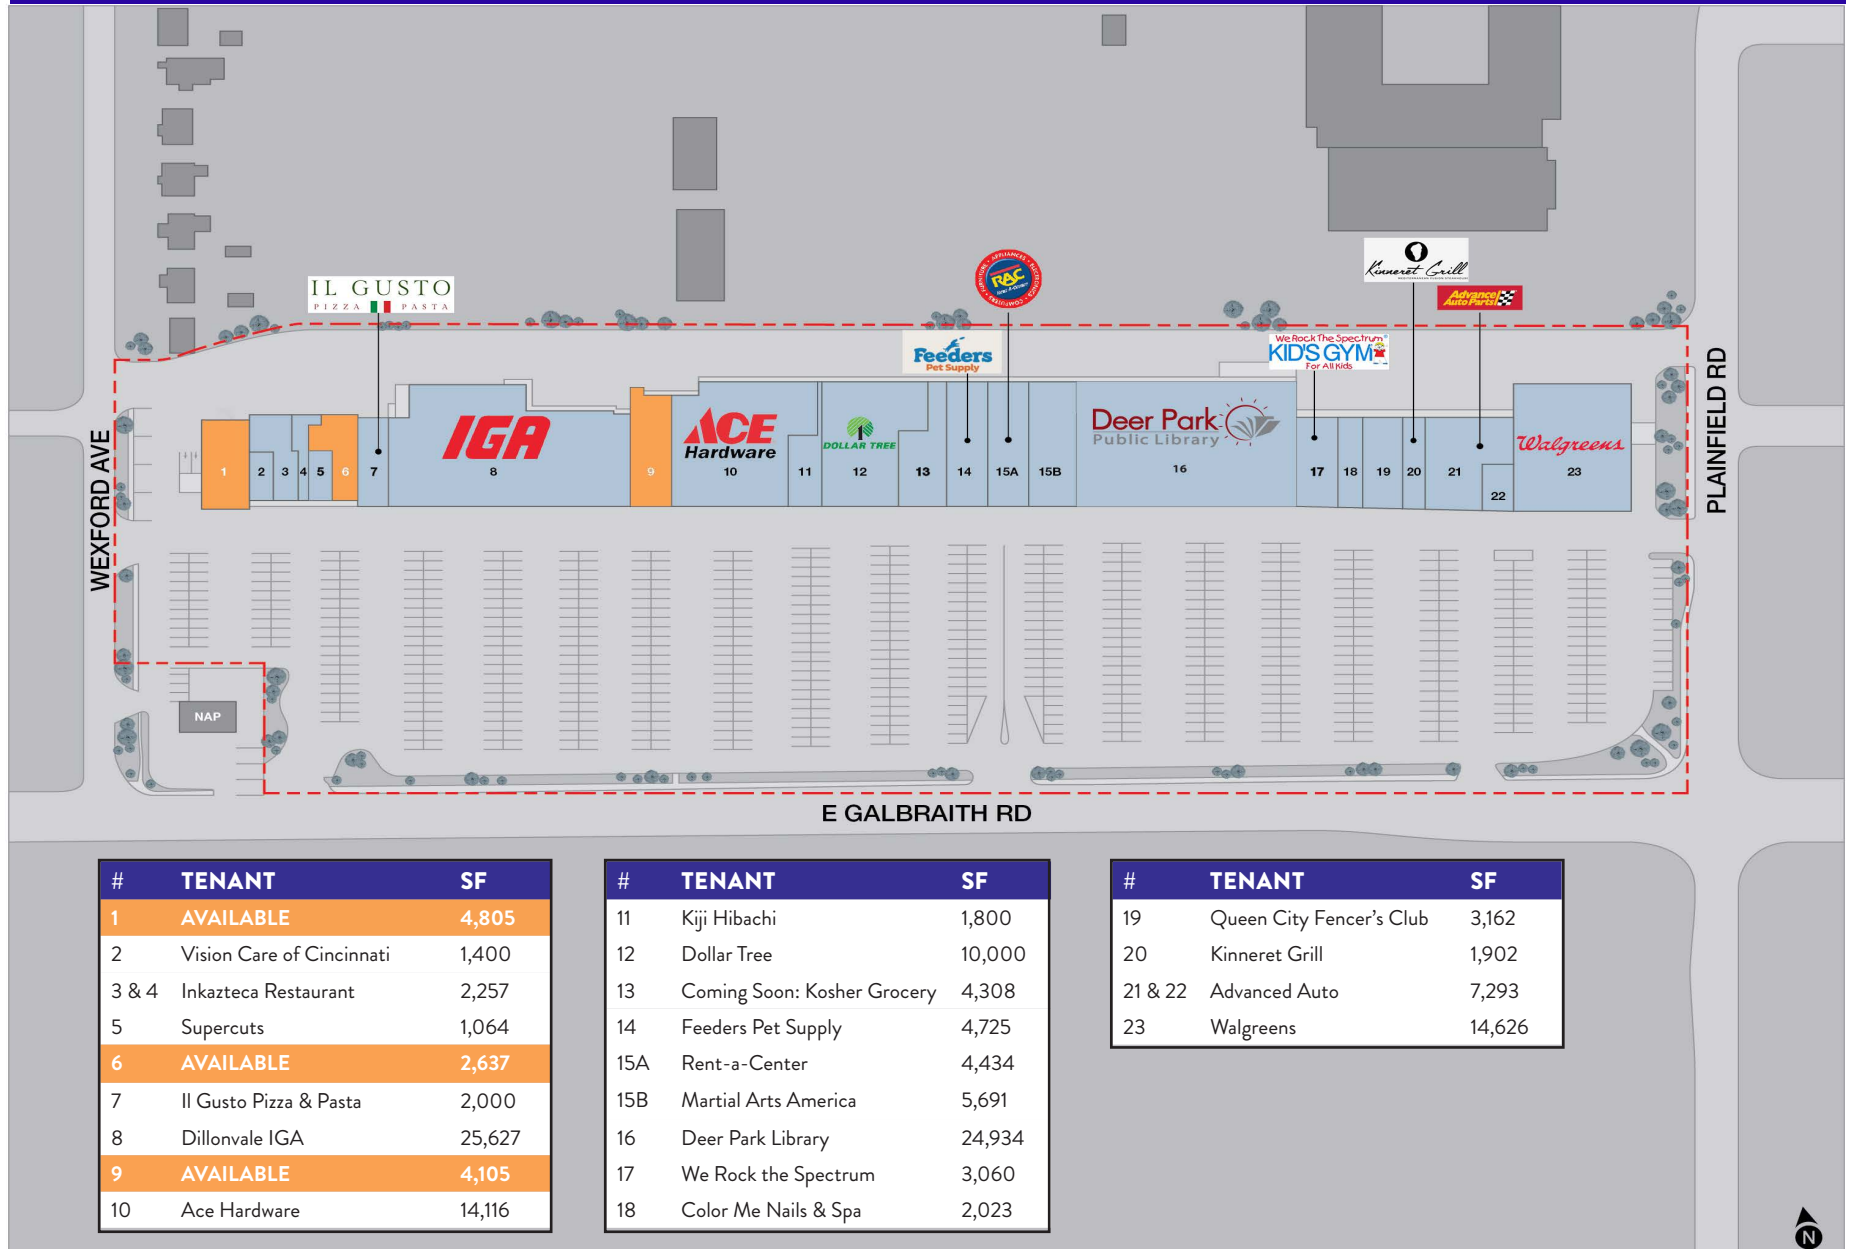 IL GUSTO
PIZZA PASTA
RAC
Kinneret Grill
Advance
Auto Parts
Feeders
Pet Supply
We Rock The Spectrum
KID'S GYM
For All Kids
IGA
ACE
Hardware
DOLLAR TREE
Deer Park
Public Library
Walgreens
1 2 3 4 5 6 7 8 9 10 11 12 13 14 15A 15B 16 17 18 19 20 21 22 23
WEXFORD AVE
PLAINFIELD RD
NAP
E GALBRAITH RD
# TENANT SF
1 AVAILABLE 4,805
2 Vision Care of Cincinnati 1,400
3 & 4 Inkazteca Restaurant 2,257
5 Supercuts 1,064
6 AVAILABLE 2,637
7 Il Gusto Pizza & Pasta 2,000
8 Dillonvale IGA 25,627
9 AVAILABLE 4,105
10 Ace Hardware 14,116
# TENANT SF
11 Kiji Hibachi 1,800
12 Dollar Tree 10,000
13 Coming Soon: Kosher Grocery 4,308
14 Feeders Pet Supply 4,725
15A Rent-a-Center 4,434
15B Martial Arts America 5,691
16 Deer Park Library 24,934
17 We Rock the Spectrum 3,060
18 Color Me Nails & Spa 2,023
# TENANT SF
19 Queen City Fencer's Club 3,162
20 Kinneret Grill 1,902
21 & 22 Advanced Auto 7,293
23 Walgreens 14,626
N